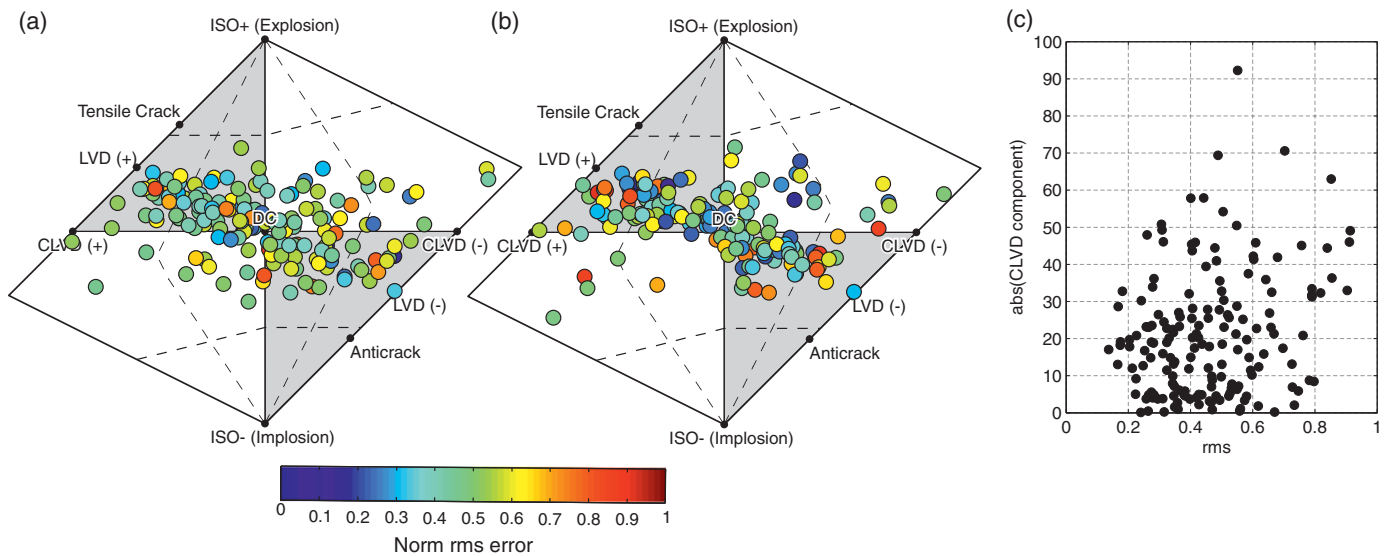 (a)
ISO+ (Explosion)
Tensile Crack
LVD (+)
CLVD (+)
DC
CLVD (-)
LVD (-)
Anticrack
ISO- (Implosion)
(b)
ISO+ (Explosion)
Tensile Crack
LVD (+)
CLVD (+)
DC
CLVD (-)
LVD (-)
Anticrack
ISO- (Implosion)
0 0.1 0.2 0.3 0.4 0.5 0.6 0.7 0.8 0.9 1
Norm rms error
(c)
abs(CLVD component)
100
90
80
70
60
50
40
30
20
10
0
0 0.2 0.4 0.6 0.8 1
rms